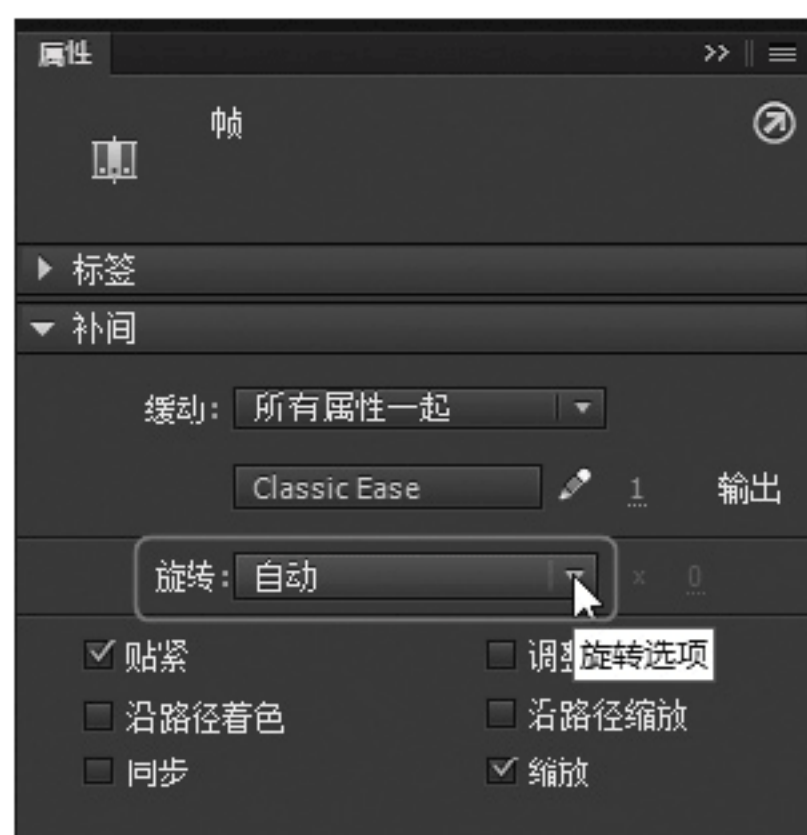 属性
帧
标签
补间
缓动: 所有属性一起
Classic Ease 1 输出
旋转: 自动 x 0
贴紧 调 旋转选项
沿路径着色 沿路径缩放
同步 缩放